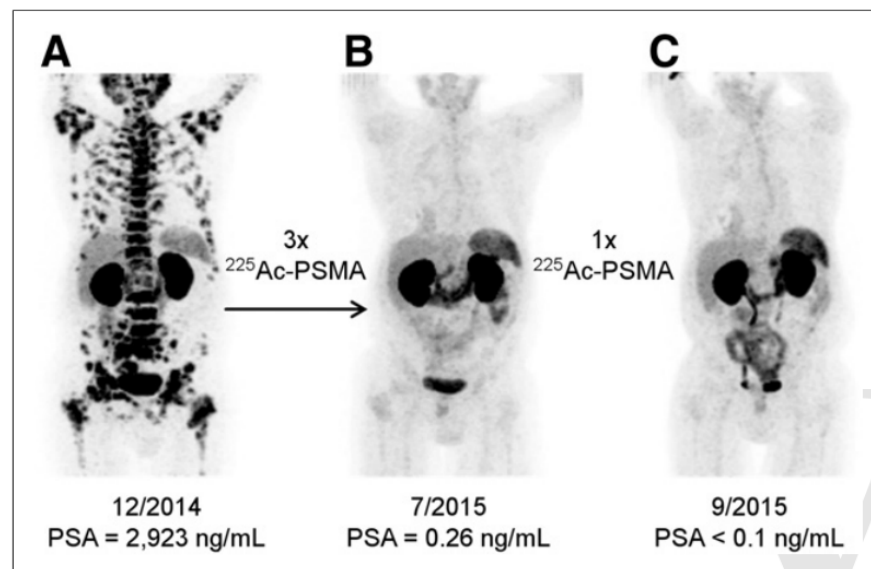 A
B
C
3x
²²⁵Ac-PSMA
1x
²²⁵Ac-PSMA
12/2014
PSA = 2,923 ng/mL
7/2015
PSA = 0.26 ng/mL
9/2015
PSA < 0.1 ng/mL